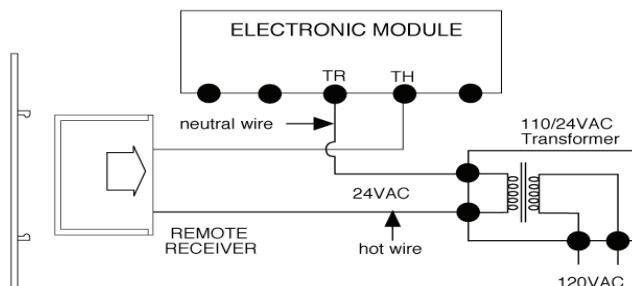 ELECTRONIC MODULE
TR TH
neutral wire
110/24VAC
Transformer
24VAC
REMOTE
RECEIVER
hot wire
120VAC